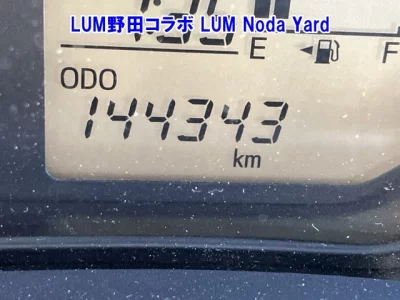 LUM野田コラボ LUM Noda Yard
E F
ODO
144343
km